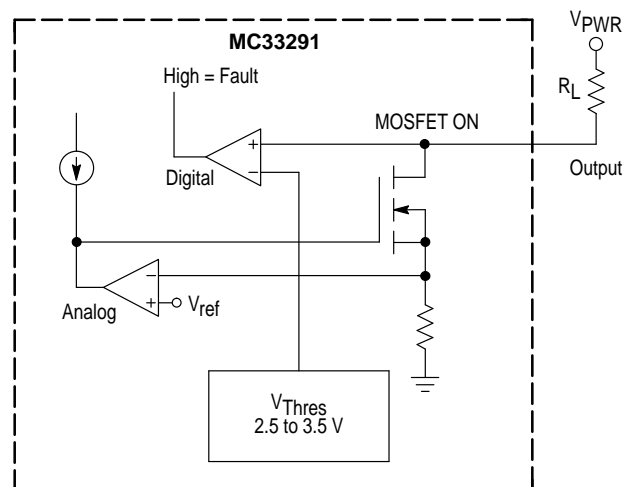 MC33291
VPWR
High = Fault
RL
MOSFET ON
+
–
Digital
Output
–
+
Vref
Analog
VThres
2.5 to 3.5 V